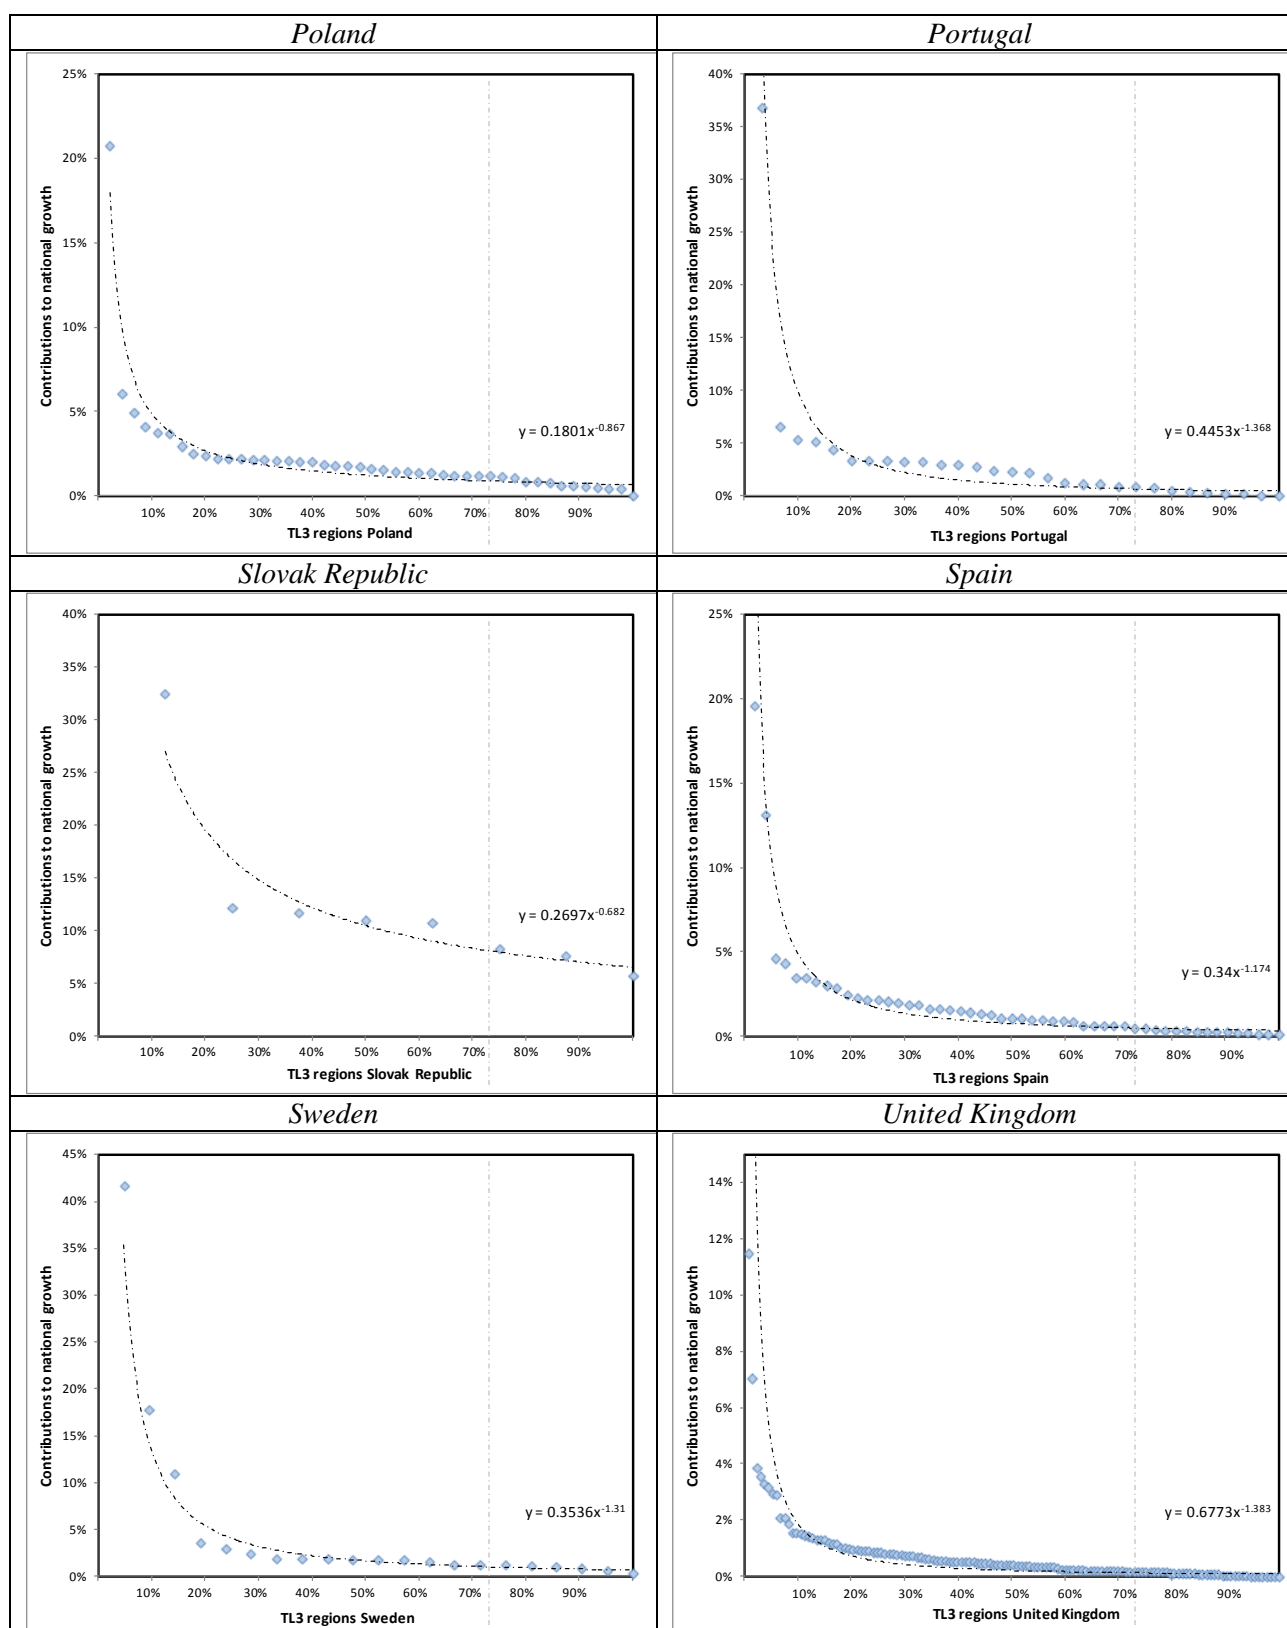 Poland
Portugal
25%
20%
15%
10%
5%
0%
Contributions to national growth
y = 0.1801x-0.867
10% 20% 30% 40% 50% 60% 70% 80% 90%
TL3 regions Poland
40%
35%
30%
25%
20%
15%
10%
5%
0%
Contributions to national growth
y = 0.4453x-1.368
10% 20% 30% 40% 50% 60% 70% 80% 90%
TL3 regions Portugal
Slovak Republic
Spain
40%
35%
30%
25%
20%
15%
10%
5%
0%
Contributions to national growth
y = 0.2697x-0.682
10% 20% 30% 40% 50% 60% 70% 80% 90%
TL3 regions Slovak Republic
25%
20%
15%
10%
5%
0%
Contributions to national growth
y = 0.34x-1.174
10% 20% 30% 40% 50% 60% 70% 80% 90%
TL3 regions Spain
Sweden
United Kingdom
45%
40%
35%
30%
25%
20%
15%
10%
5%
0%
Contributions to national growth
y = 0.3536x-1.31
10% 20% 30% 40% 50% 60% 70% 80% 90%
TL3 regions Sweden
14%
12%
10%
8%
6%
4%
2%
0%
Contributions to national growth
y = 0.6773x-1.383
10% 20% 30% 40% 50% 60% 70% 80% 90%
TL3 regions United Kingdom